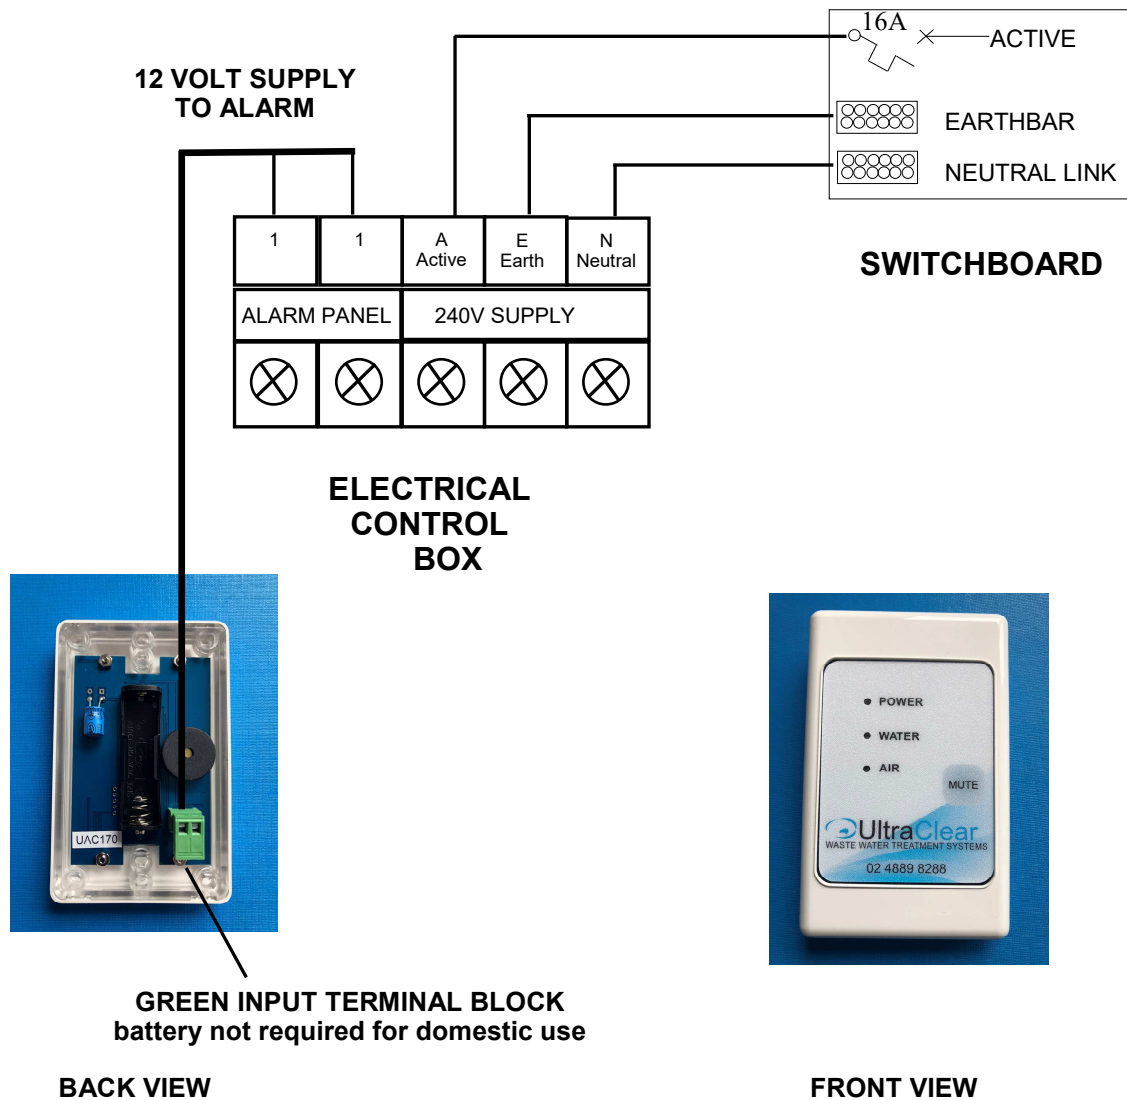 16A
ACTIVE
12 VOLT SUPPLY
TO ALARM
EARTHBAR
NEUTRAL LINK
SWITCHBOARD
1
1
A
Active
E
Earth
N
Neutral
ALARM PANEL
240V SUPPLY
ELECTRICAL
CONTROL
BOX
UAC170
POWER
WATER
AIR
MUTE
UltraClear
WASTE WATER TREATMENT SYSTEMS
02 4889 8288
GREEN INPUT TERMINAL BLOCK
battery not required for domestic use
BACK VIEW
FRONT VIEW